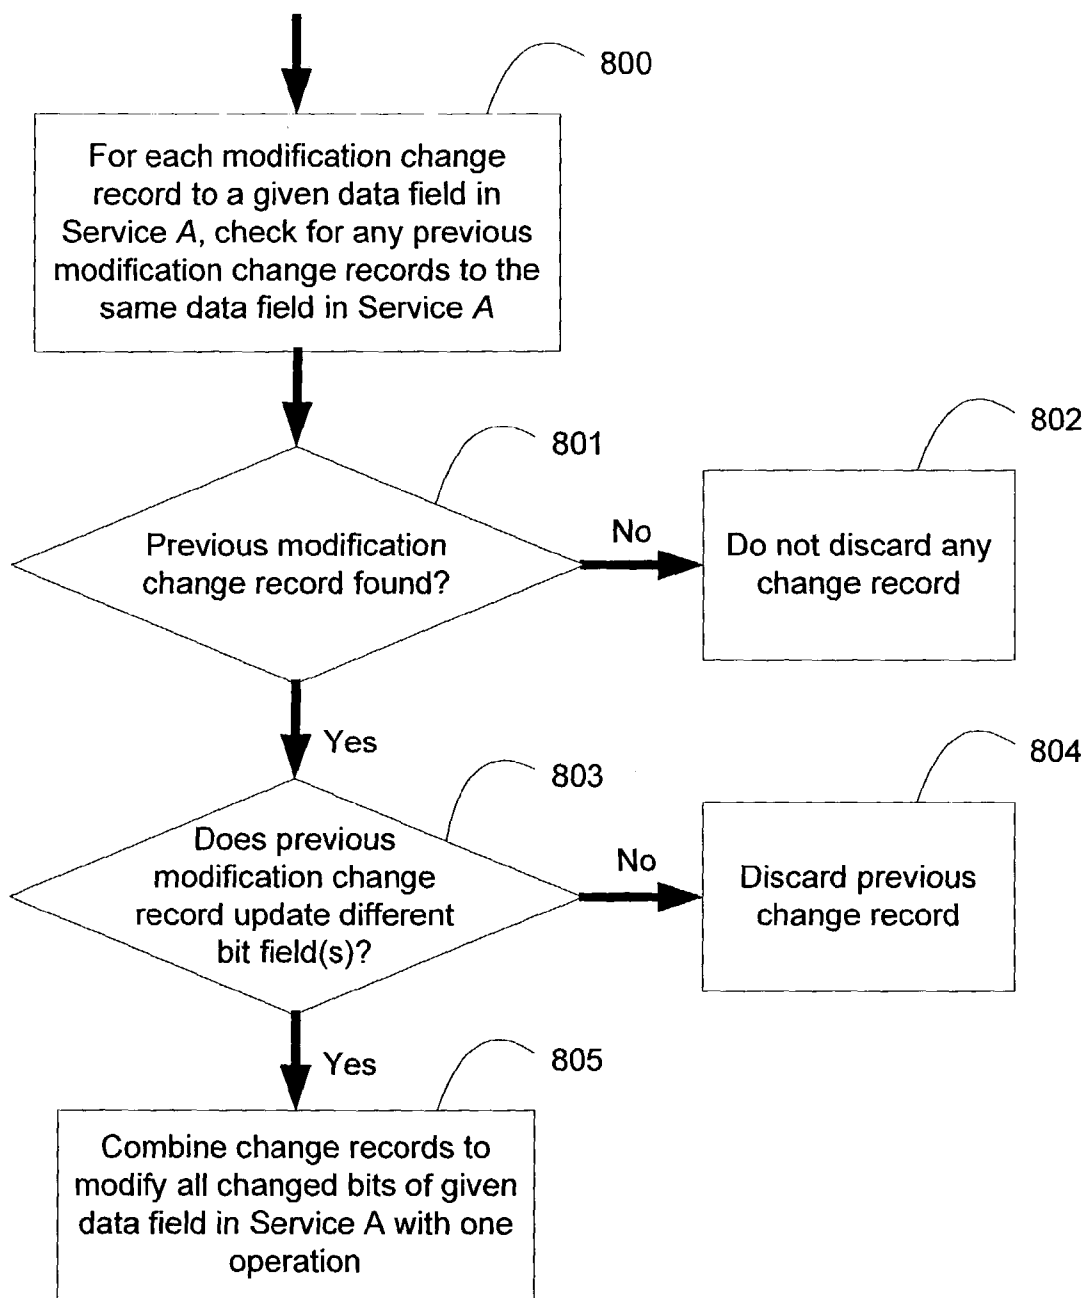 800
For each modification change
record to a given data field in
Service A, check for any previous
modification change records to the
same data field in Service A
801
Previous modification
change record found?
No
802
Do not discard any
change record
Yes
803
Does previous
modification change
record update different
bit field(s)?
No
804
Discard previous
change record
Yes
805
Combine change records to
modify all changed bits of given
data field in Service A with one
operation